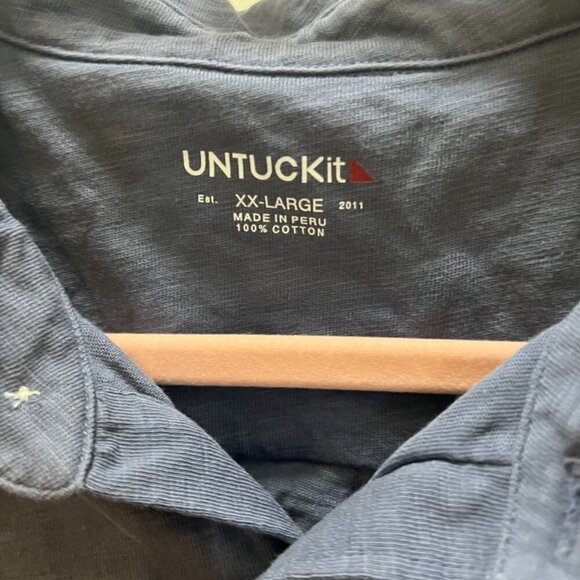 UNTUCKit
Est. XX-LARGE 2011
MADE IN PERU
100% COTTON